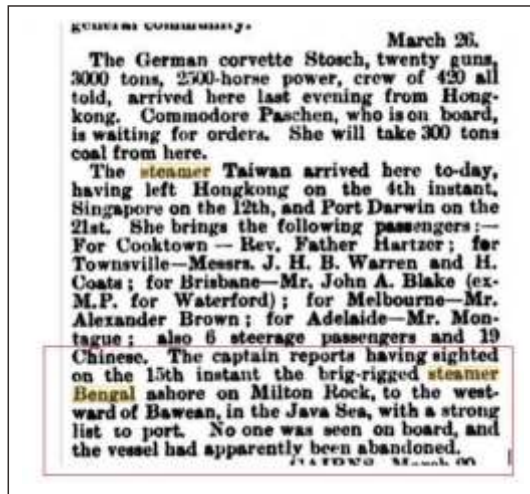 general community.
March 26.
The German corvette Stosch, twenty guns,
3000 tons, 2500-horse power, crew of 420 all
told, arrived here last evening from Hong-
kong. Commodore Paschen, who is on board,
is waiting for orders. She will take 300 tons
coal from here.
The steamer Taiwan arrived here to-day,
having left Hongkong on the 4th instant,
Singapore on the 12th, and Port Darwin on the
21st. She brings the following passengers:—
For Cooktown — Rev. Father Hartzer; for
Townsville—Messrs. J. H. B. Warren and H.
Coats; for Brisbane—Mr. John A. Blake (ex-
M.P. for Waterford); for Melbourne—Mr.
Alexander Brown; for Adelaide—Mr. Mon-
tague; also 6 steerage passengers and 19
Chinese. The captain reports having sighted
on the 15th instant the brig-rigged steamer
Bengal ashore on Milton Rock, to the west-
ward of Bawean, in the Java Sea, with a strong
list to port. No one was seen on board, and
the vessel had apparently been abandoned.
CAIRNS, March